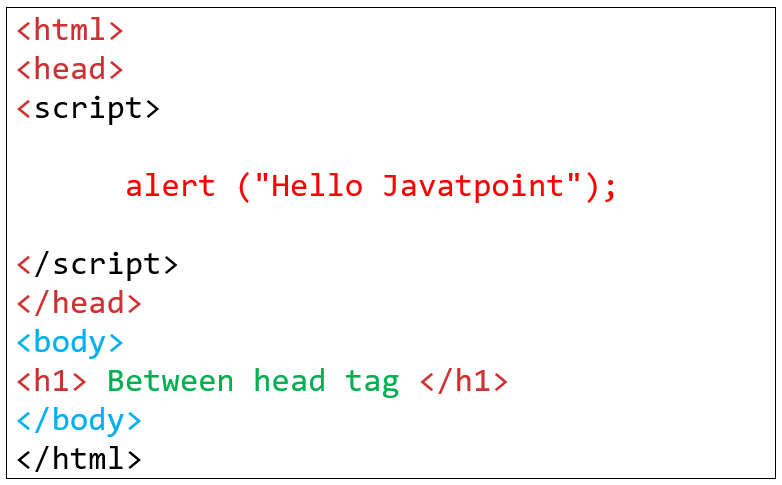 <html>
<head>
<script>
alert ("Hello Javatpoint");
</script>
</head>
<body>
<h1> Between head tag </h1>
</body>
</html>